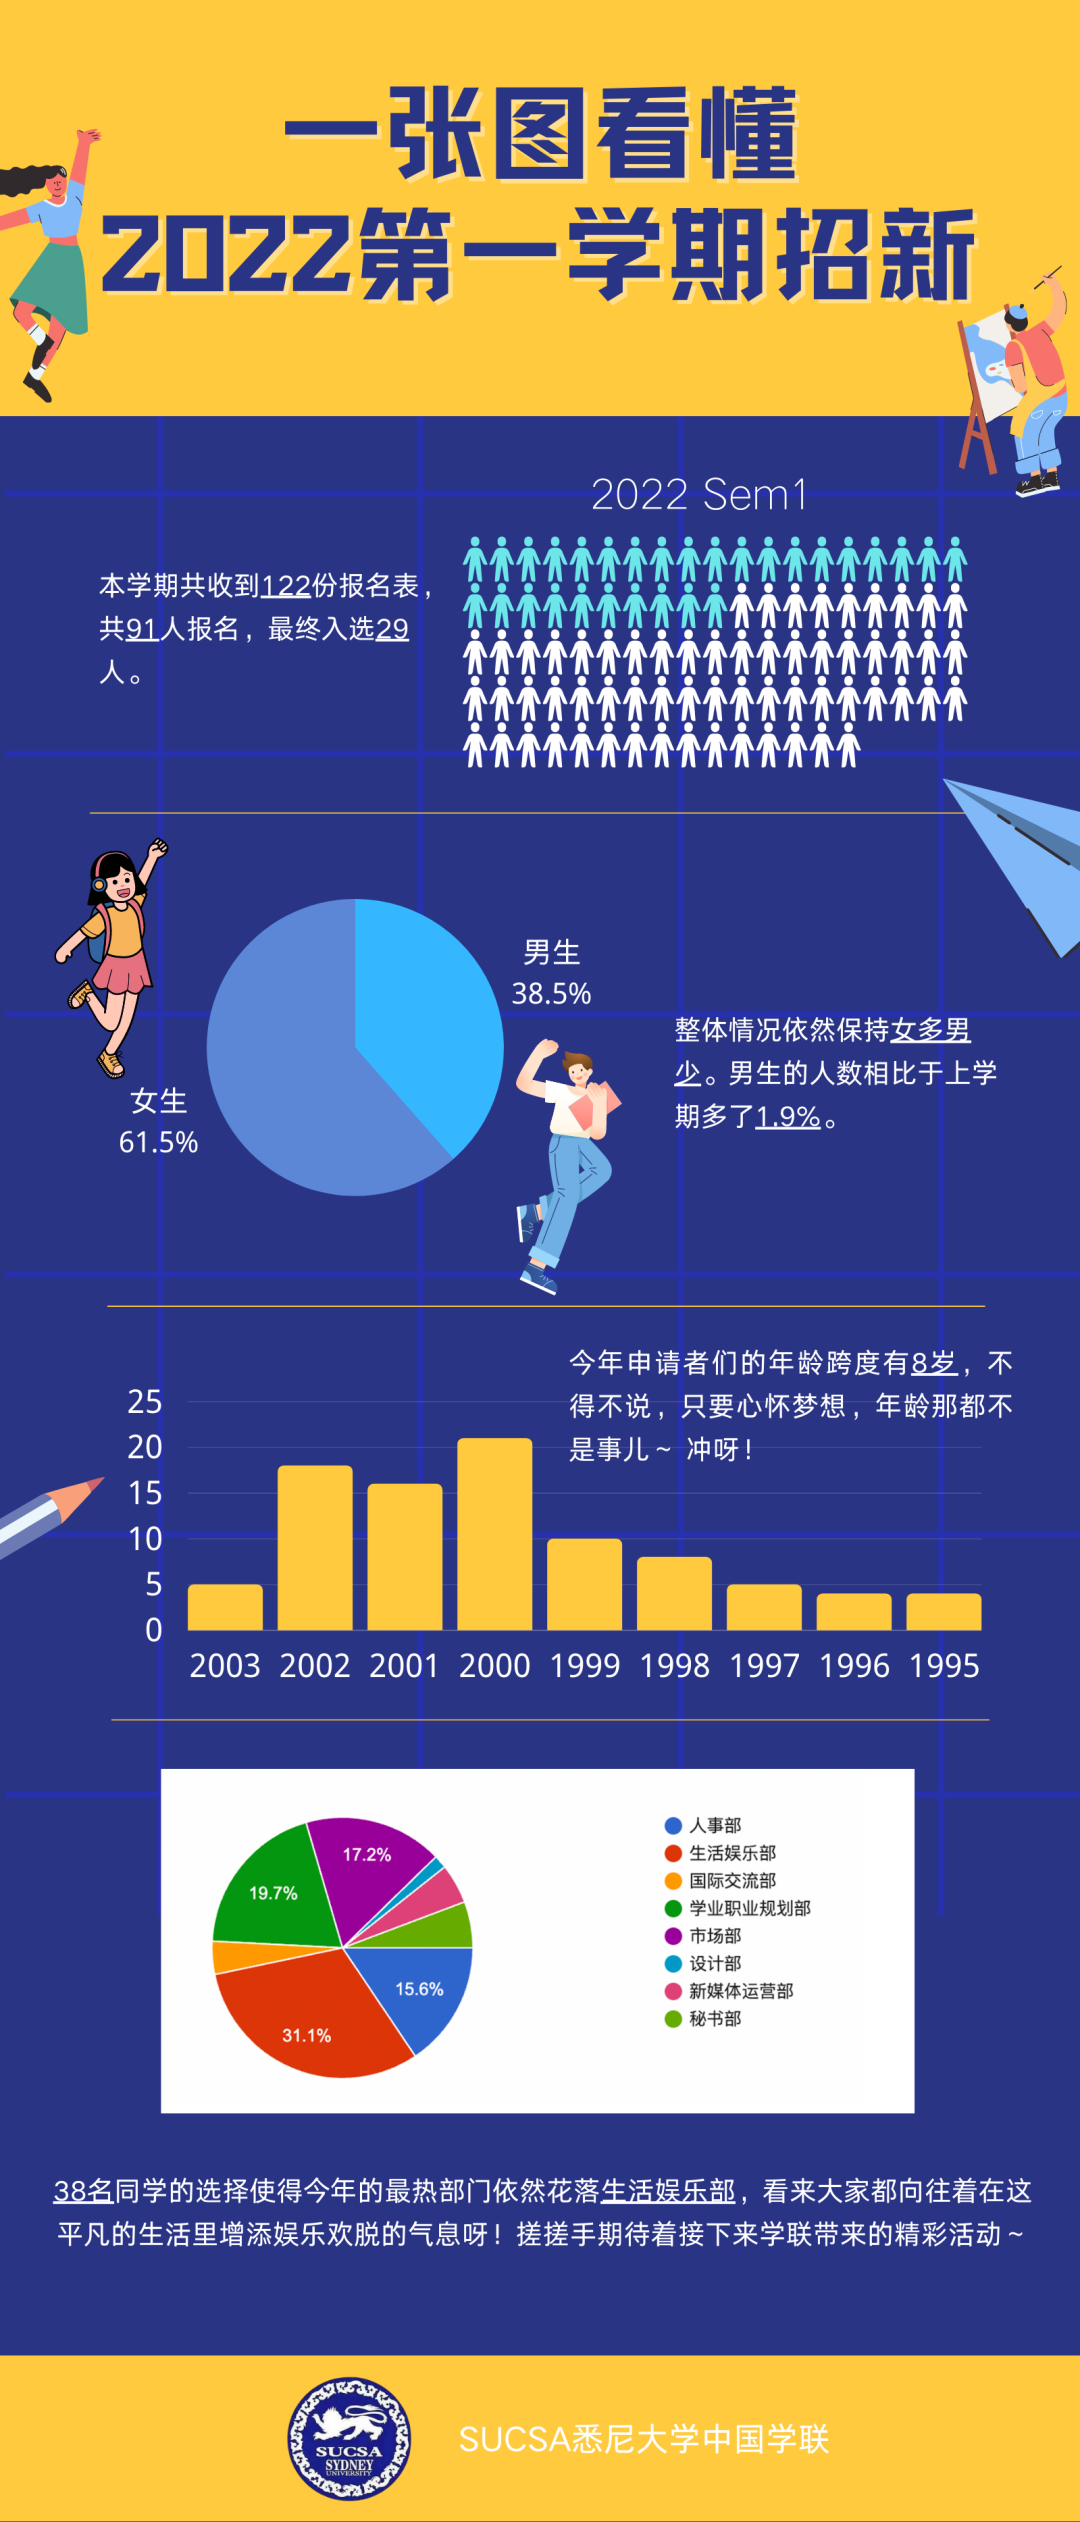 一张图看懂
2022第一学期招新
2022 Sem1
本学期共收到122份报名表，
共91人报名，最终入选29
人。
男生
38.5%
女生
61.5%
整体情况依然保持女多男
少。男生的人数相比于上学
期多了1.9%。
今年申请者们的年龄跨度有8岁，不
得不说，只要心怀梦想，年龄那都不
是事儿~ 冲呀！
25
20
15
10
5
0
2003 2002 2001 2000 1999 1998 1997 1996 1995
17.2%
19.7%
15.6%
31.1%
人事部
生活娱乐部
国际交流部
学业职业规划部
市场部
设计部
新媒体运营部
秘书部
38名同学的选择使得今年的最热部门依然花落生活娱乐部，看来大家都向往着在这
平凡的生活里增添娱乐欢脱的气息呀！搓搓手期待着接下来学联带来的精彩活动~
SUCSA
SYDNEY
UNIVERSITY
SUCSA悉尼大学中国学联